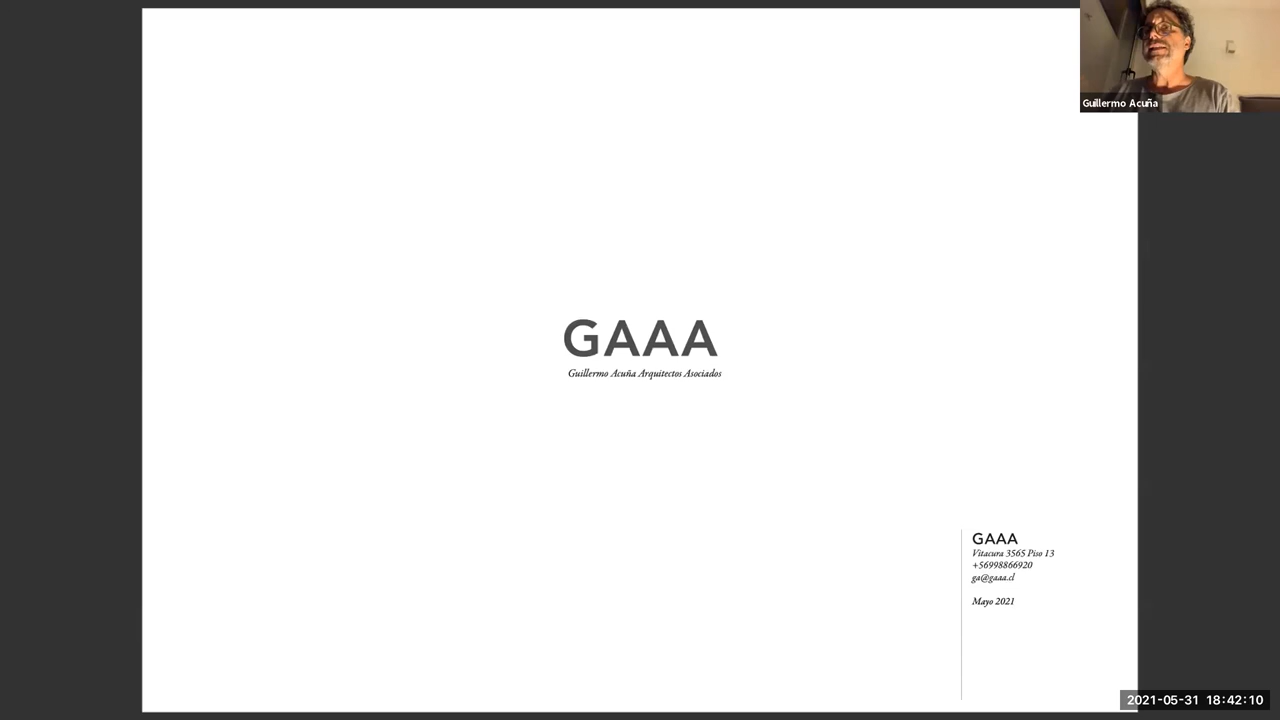 Guillermo Acuña
GAAA
Guillermo Acuña Arquitectos Asociados
GAAA
Vitacura 3565 Piso 13
+56998866920
ga@gaaa.cl
Mayo 2021
2021-05-31 18:42:10